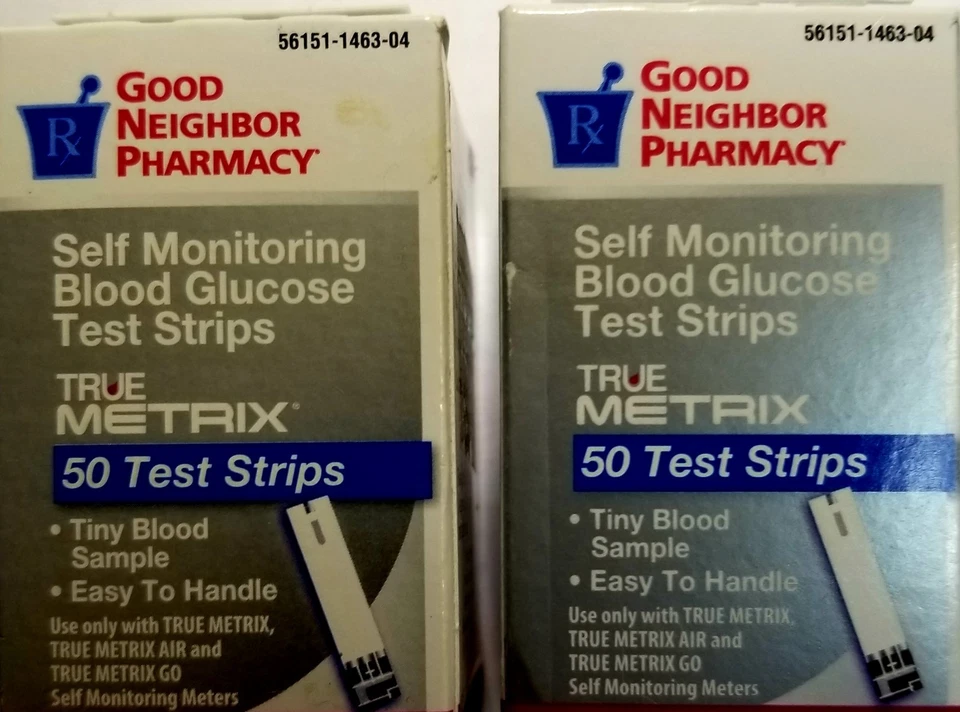 56151-1463-04
Rx
GOOD
NEIGHBOR
PHARMACY
Self Monitoring
Blood Glucose
Test Strips
TRUE
METRIX®
50 Test Strips
• Tiny Blood
Sample
• Easy To Handle
Use only with TRUE METRIX,
TRUE METRIX AIR and
TRUE METRIX GO
Self Monitoring Meters
56151-1463-04
Rx
GOOD
NEIGHBOR
PHARMACY
Self Monitoring
Blood Glucose
Test Strips
TRUE
METRIX
50 Test Strips
• Tiny Blood
Sample
• Easy To Handle
Use only with TRUE METRIX,
TRUE METRIX AIR and
TRUE METRIX GO
Self Monitoring Meters